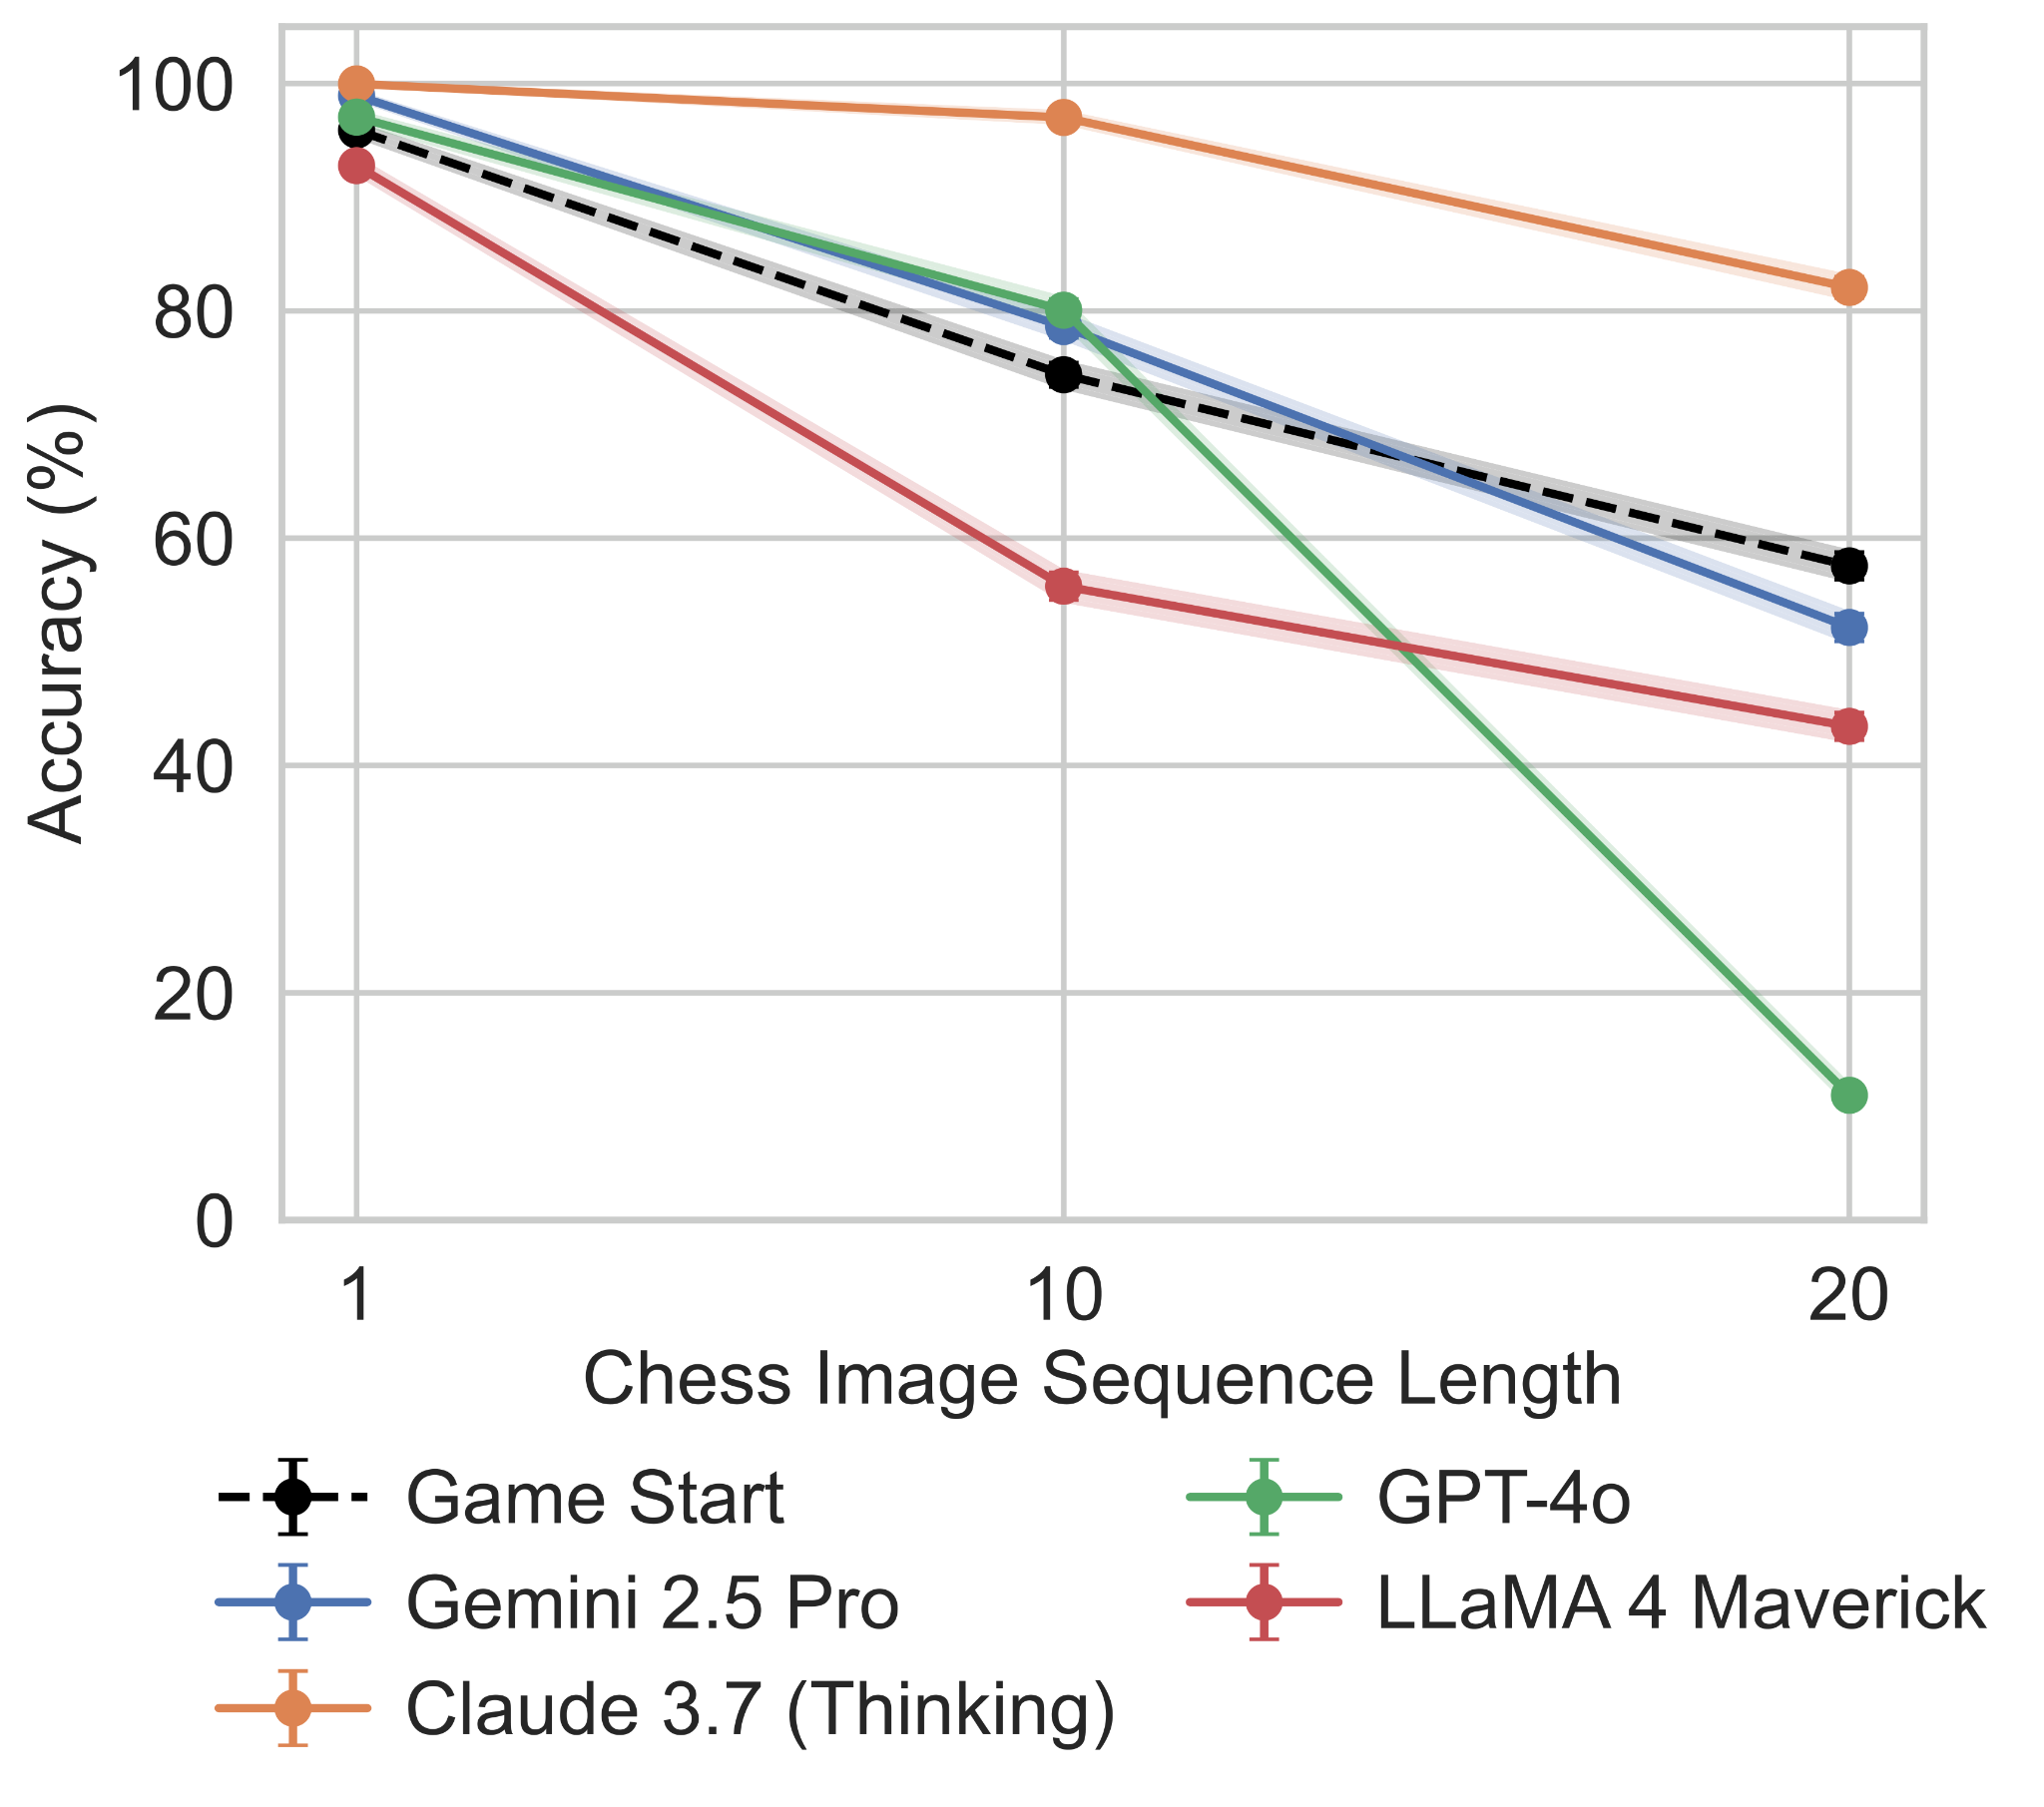 Accuracy (%)
100
80
60
40
20
0
1 10 20
Chess Image Sequence Length
Game Start
Gemini 2.5 Pro
Claude 3.7 (Thinking)
GPT-4o
LLaMA 4 Maverick